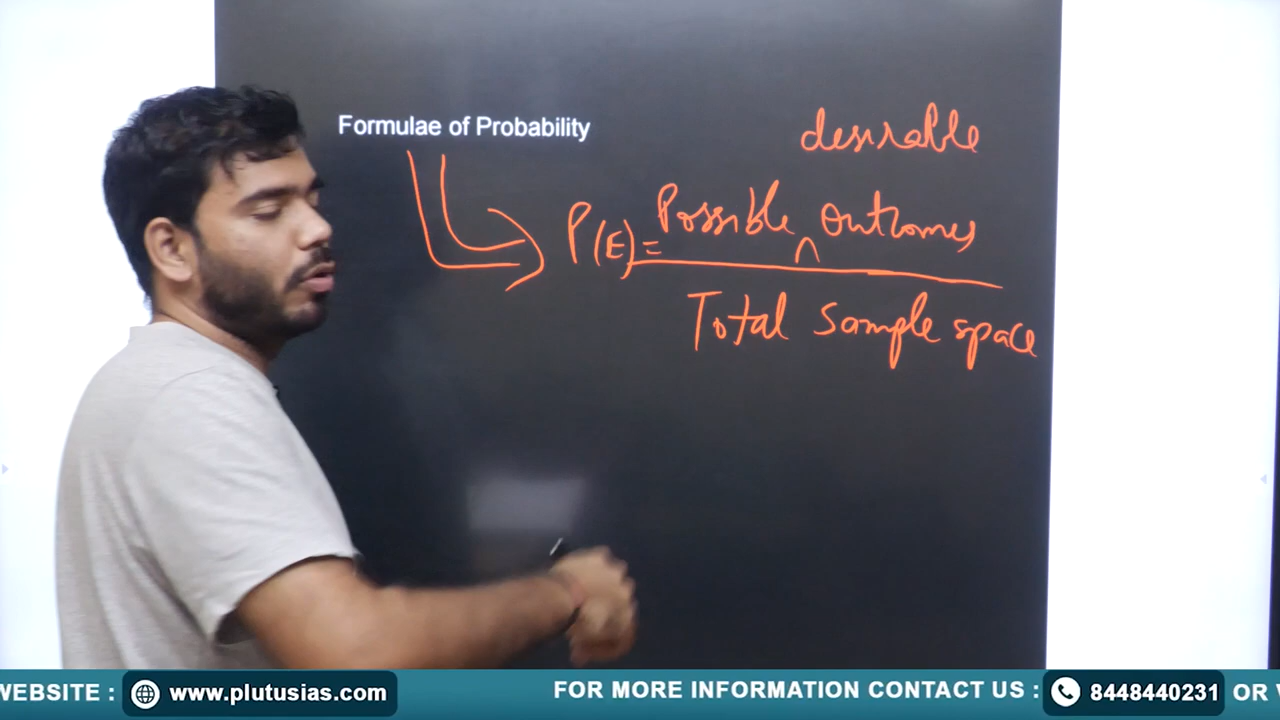 Formulae of Probability
desirable
P(E) = Possible ^ Outcomes
Total Sample space
WEBSITE : www.plutusias.com FOR MORE INFORMATION CONTACT US : 8448440231 OR